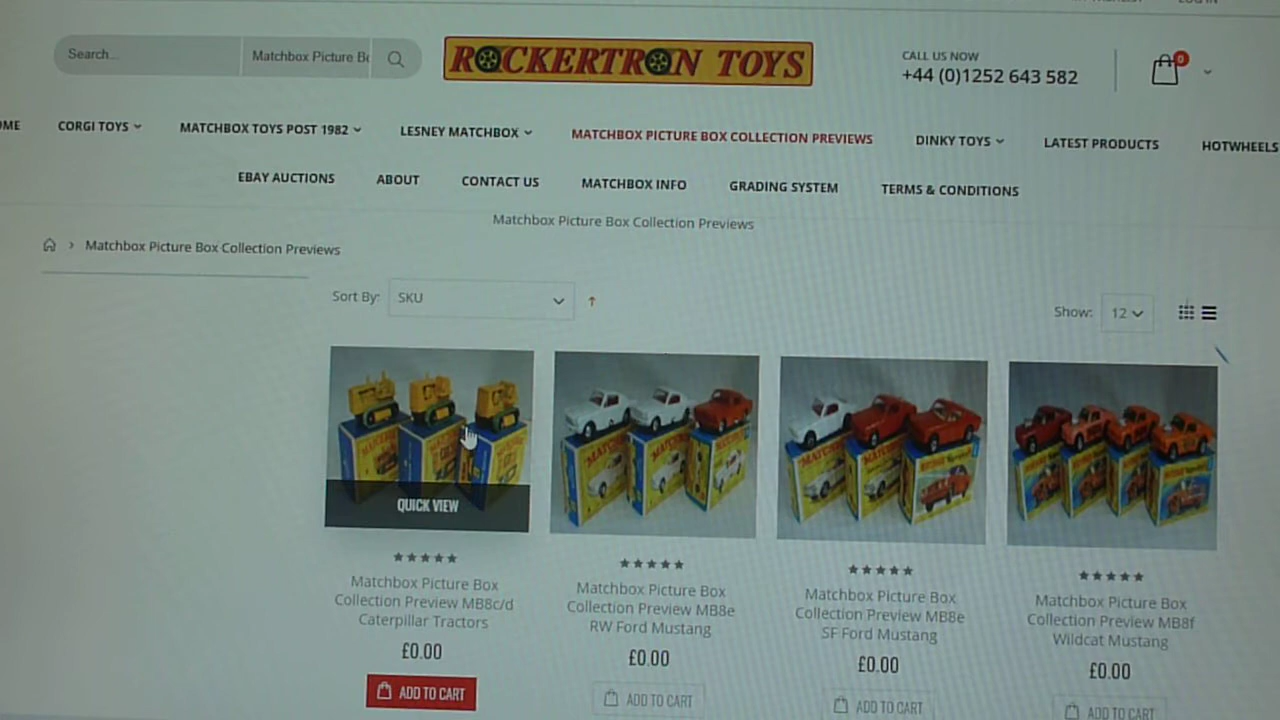 LOG IN
Search...
Matchbox Picture Bo
ROCKERTRON TOYS
CALL US NOW
+44 (0)1252 643 582
0
OME
CORGI TOYS
MATCHBOX TOYS POST 1982
LESNEY MATCHBOX
MATCHBOX PICTURE BOX COLLECTION PREVIEWS
DINKY TOYS
LATEST PRODUCTS
HOTWHEELS
EBAY AUCTIONS
ABOUT
CONTACT US
MATCHBOX INFO
GRADING SYSTEM
TERMS & CONDITIONS
Matchbox Picture Box Collection Previews
> Matchbox Picture Box Collection Previews
Sort By:
SKU
Show:
12
QUICK VIEW
Matchbox Picture Box
Collection Preview MB8c/d
Caterpillar Tractors
£0.00
ADD TO CART
Matchbox Picture Box
Collection Preview MB8e
RW Ford Mustang
£0.00
ADD TO CART
Matchbox Picture Box
Collection Preview MB8e
SF Ford Mustang
£0.00
ADD TO CART
Matchbox Picture Box
Collection Preview MB8f
Wildcat Mustang
£0.00
ADD TO CART